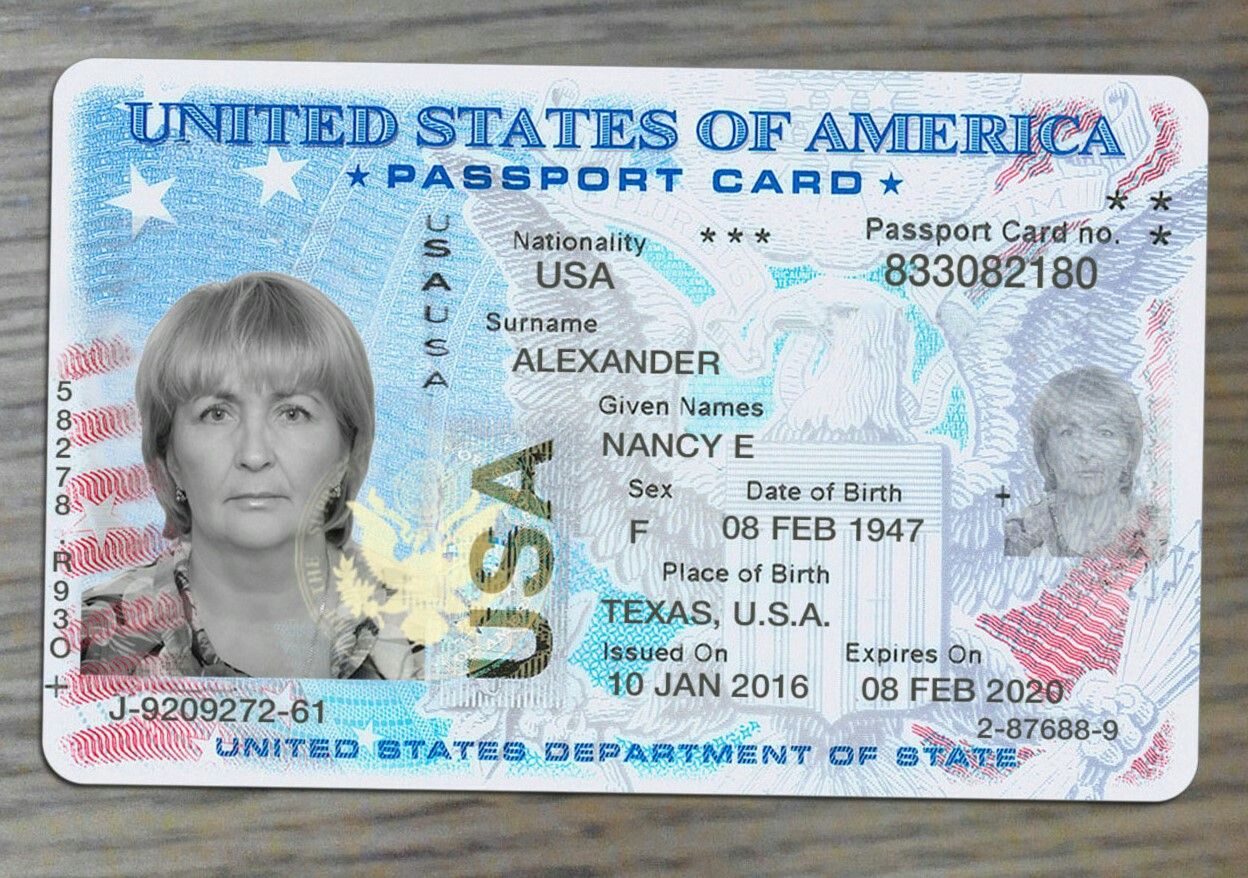 UNITED STATES OF AMERICA
★ PASSPORT CARD ★
USAUSA
Nationality
USA
***
Passport Card no.
833082180
* *
*
Surname
ALEXANDER
Given Names
NANCY E
Sex
F
Date of Birth
08 FEB 1947
Place of Birth
TEXAS, U.S.A.
Issued On
10 JAN 2016
Expires On
08 FEB 2020
USA
J-9209272-61
2-87688-9
UNITED STATES DEPARTMENT OF STATE